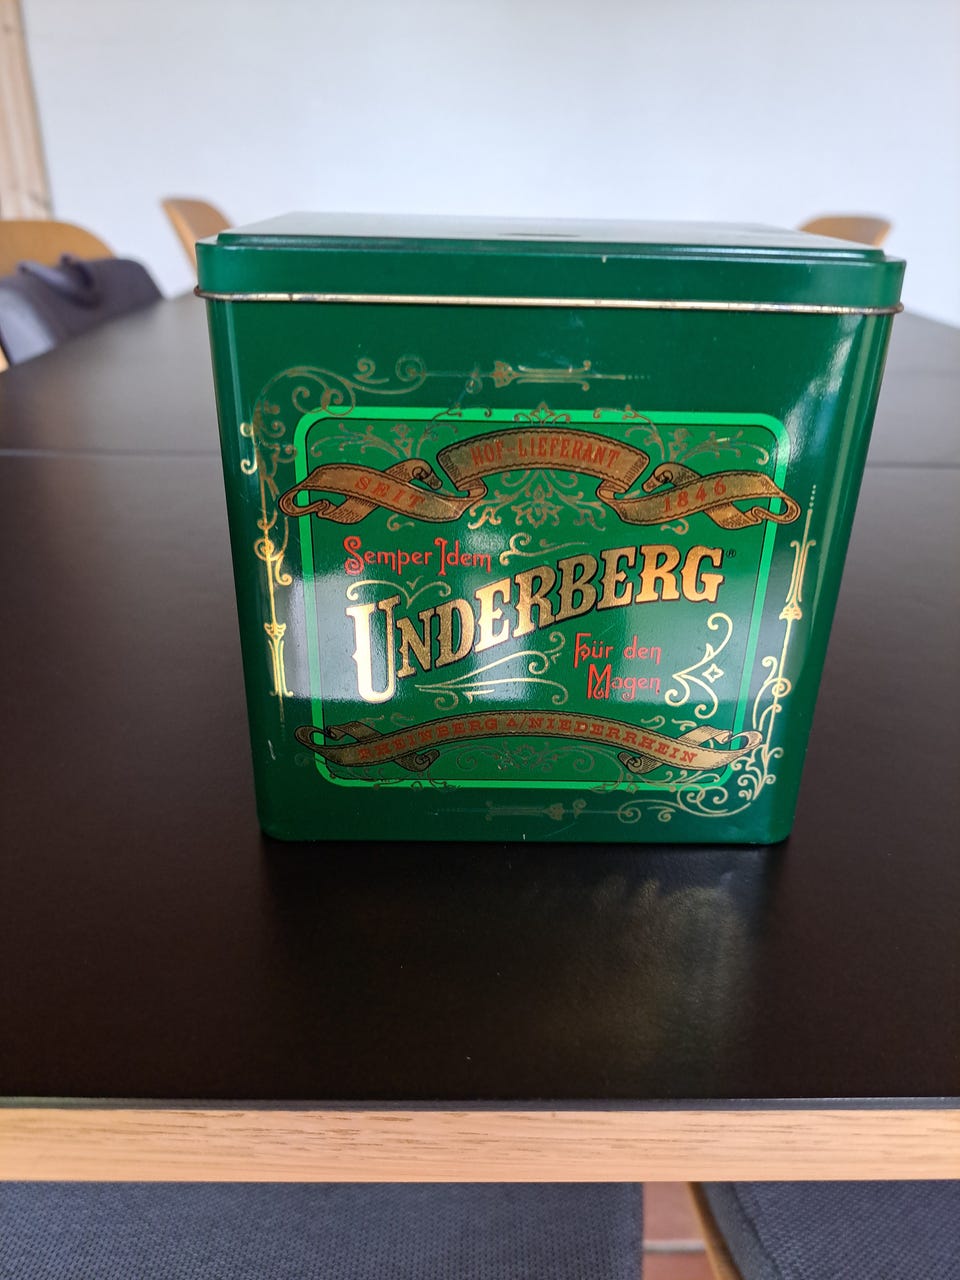 HOF-LIEFERANT
SEIT 1846
Semper Idem
UNDERBERG®
Für den
Magen
RHEINBERG A/NIEDERRHEIN